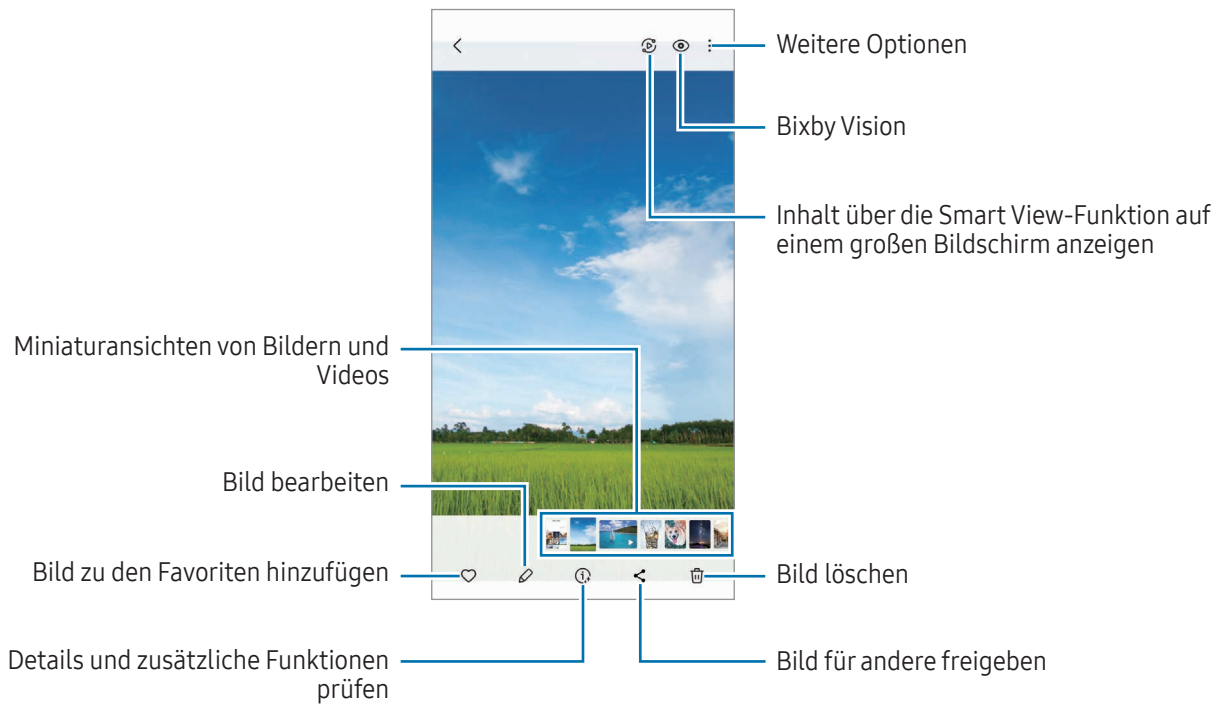 Weitere Optionen
Bixby Vision
Inhalt über die Smart View-Funktion auf
einem großen Bildschirm anzeigen
Miniaturansichten von Bildern und
Videos
Bild bearbeiten
Bild zu den Favoriten hinzufügen
Bild löschen
Details und zusätzliche Funktionen
prüfen
Bild für andere freigeben